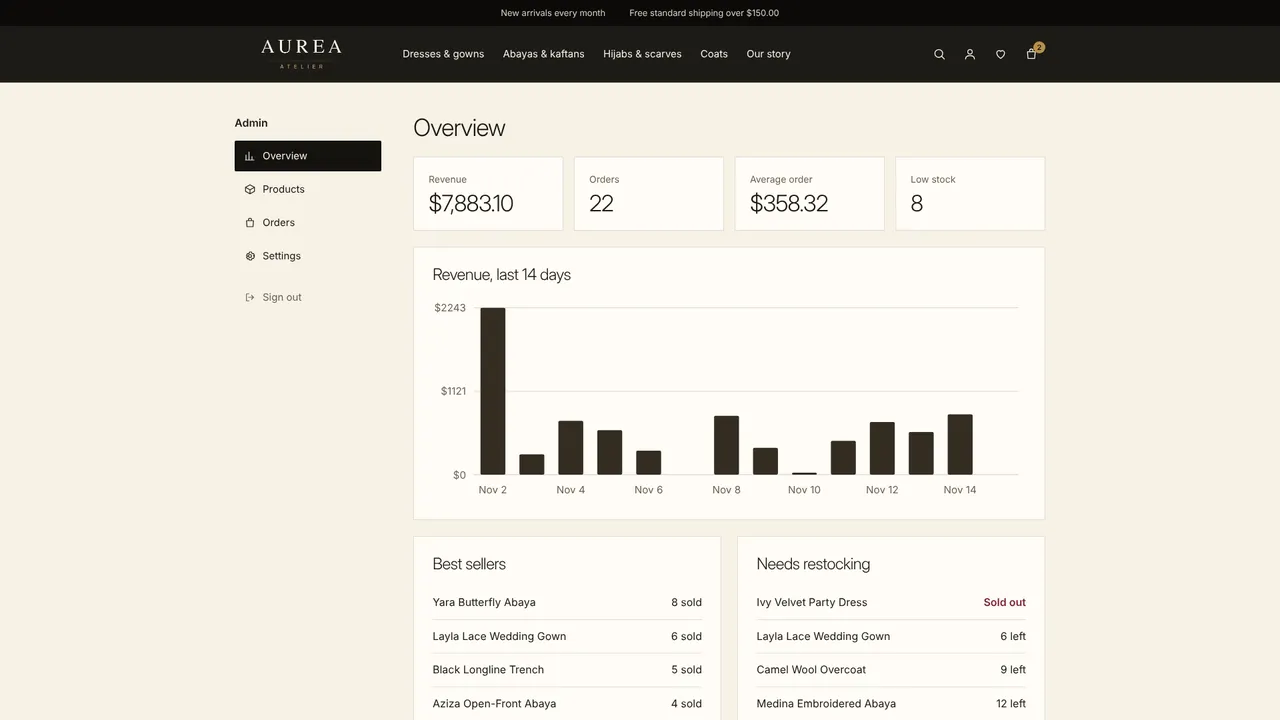 New arrivals every month Free standard shipping over $150.00
AUREA
ATELIER
Dresses & gowns Abayas & kaftans Hijabs & scarves Coats Our story
2
Admin
Overview
Products
Orders
Settings
Sign out
Overview
Revenue
$7,883.10
Orders
22
Average order
$358.32
Low stock
8
Revenue, last 14 days
$2243
$1121
$0
Nov 2 Nov 4 Nov 6 Nov 8 Nov 10 Nov 12 Nov 14
Best sellers
Yara Butterfly Abaya 8 sold
Layla Lace Wedding Gown 6 sold
Black Longline Trench 5 sold
Aziza Open-Front Abaya 4 sold
Needs restocking
Ivy Velvet Party Dress Sold out
Layla Lace Wedding Gown 6 left
Camel Wool Overcoat 9 left
Medina Embroidered Abaya 12 left